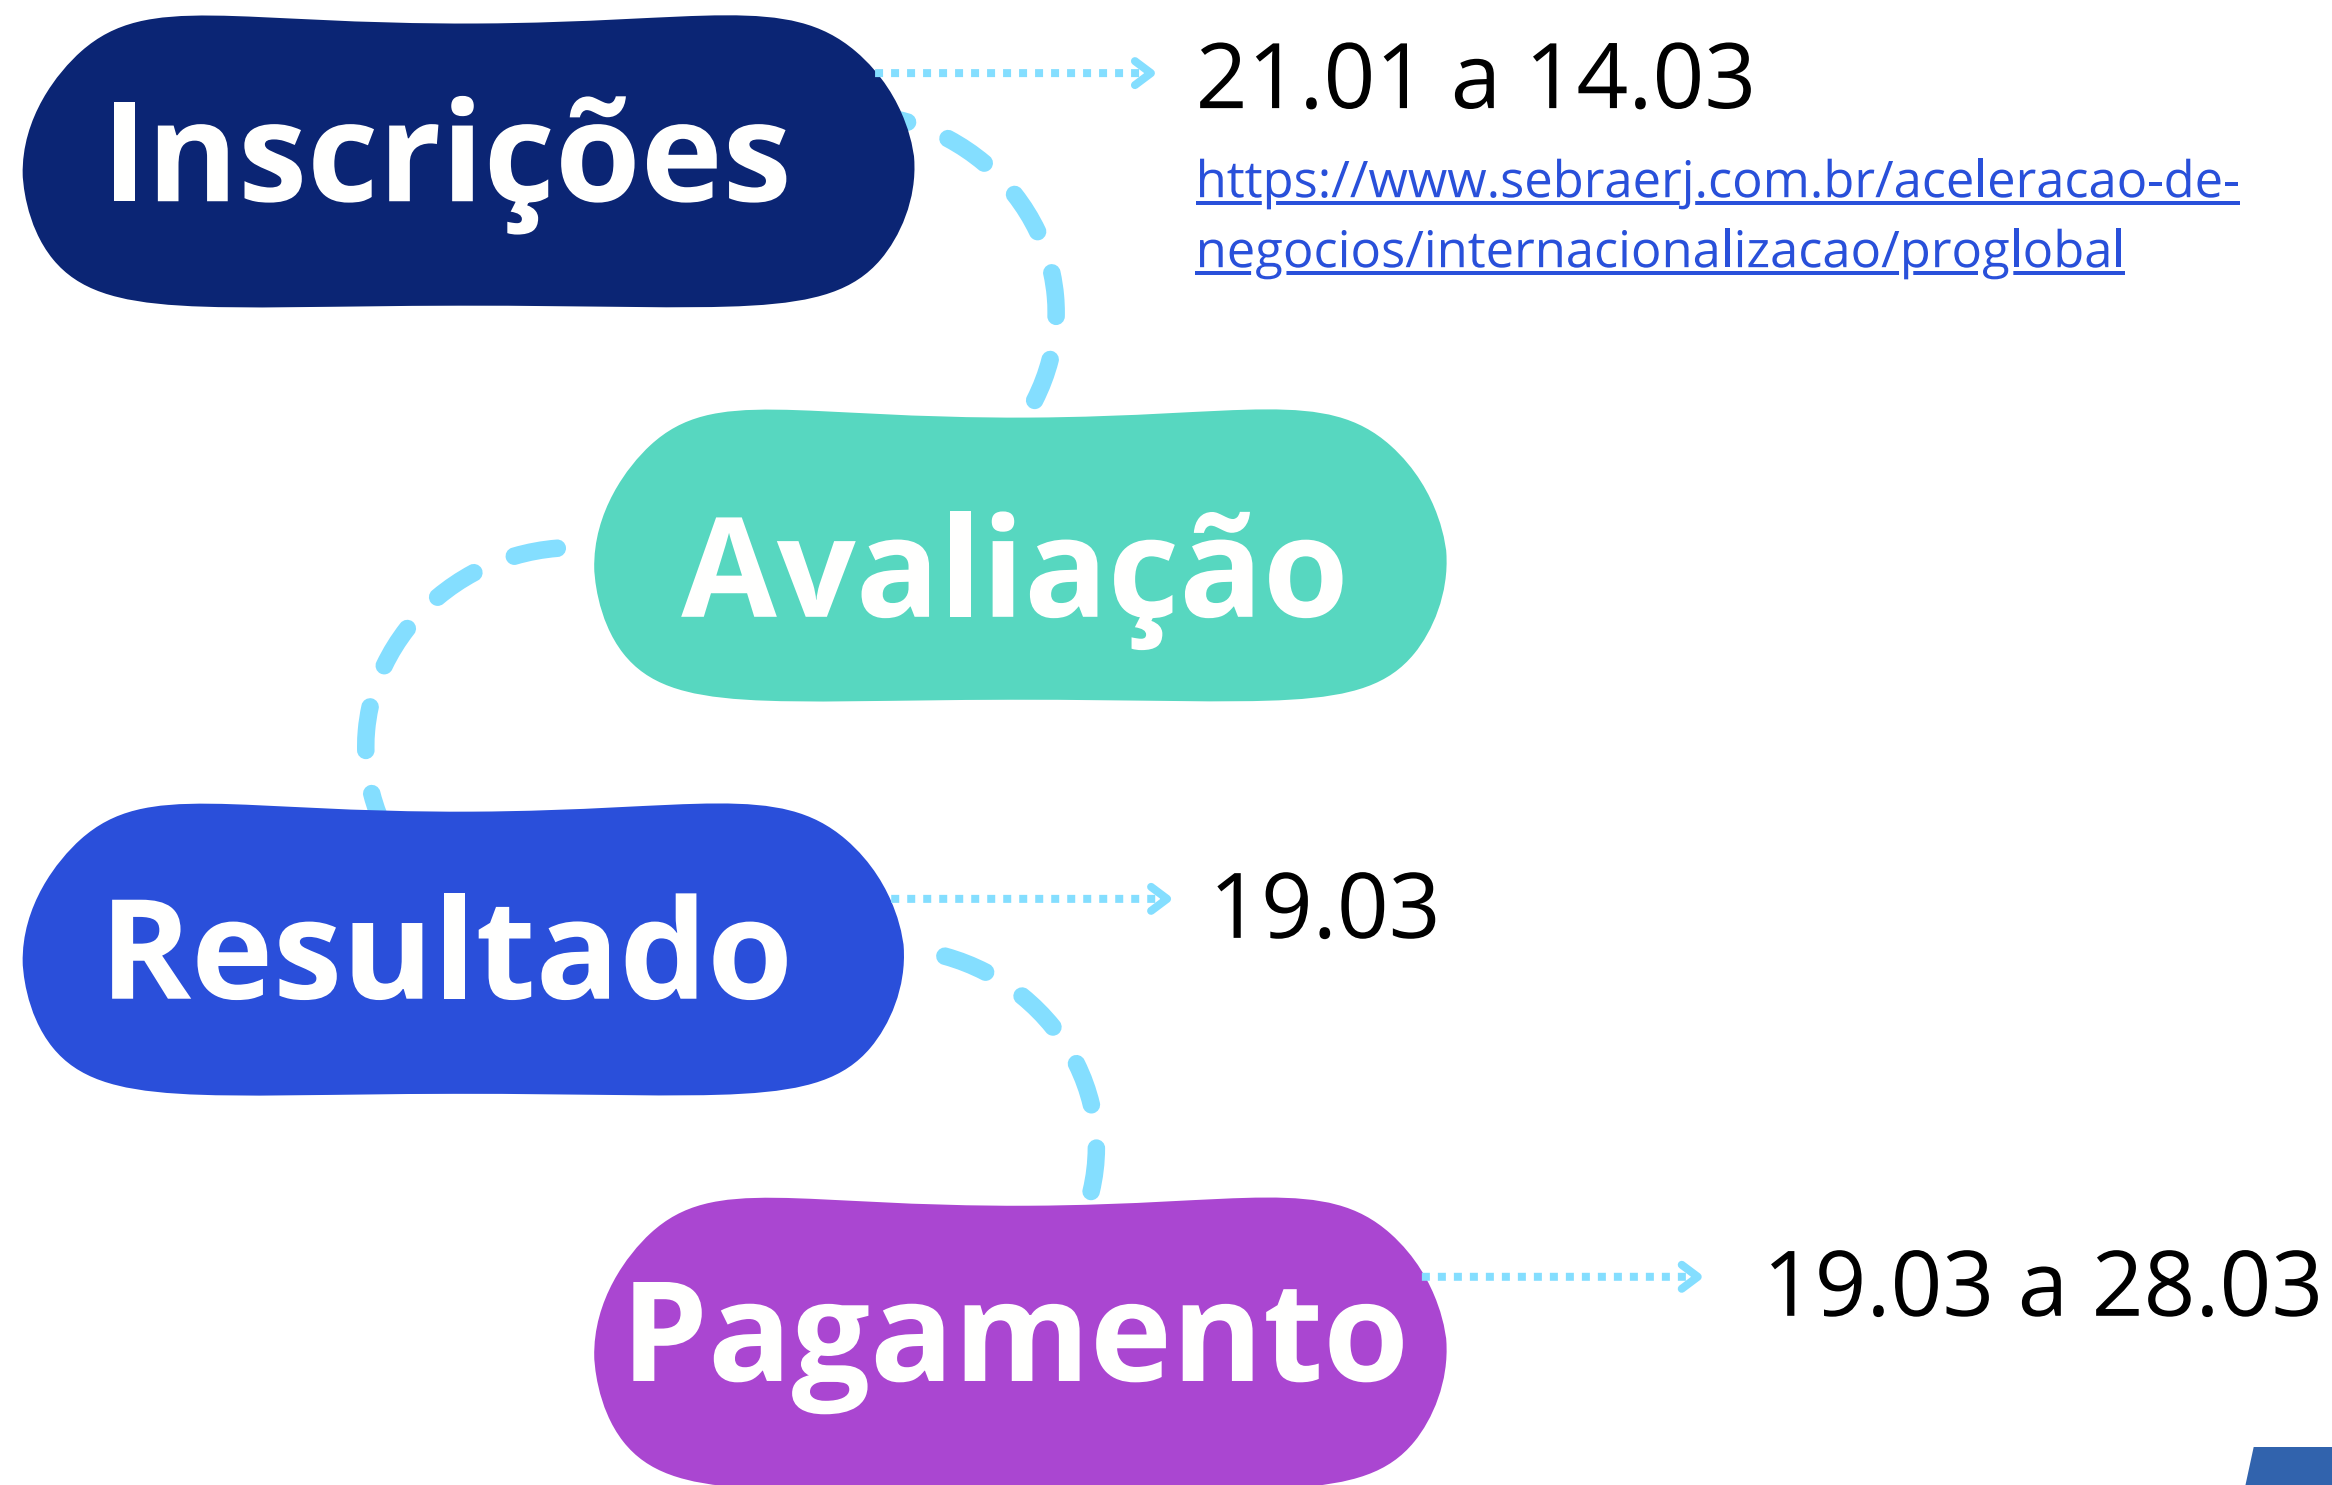 Inscrições
21.01 a 14.03
https://www.sebraerj.com.br/aceleracao-de-
negocios/internacionalizacao/proglobal
Avaliação
Resultado
19.03
Pagamento
19.03 a 28.03